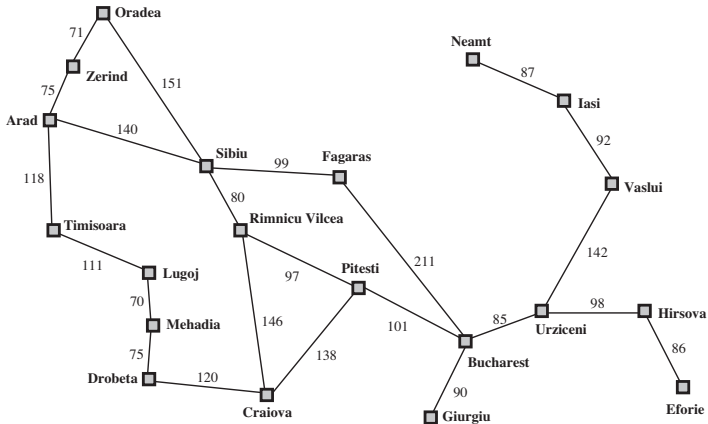 Oradea
71
Neamt
Zerind
87
75
151
Iasi
Arad
140
92
Sibiu
99
Fagaras
118
80
Vaslui
Timisoara
Rimnicu Vilcea
111
97
211
142
Lugoj
Pitesti
70
98
Hirsova
146
101
85
Urziceni
Mehadia
75
138
86
Bucharest
Drobeta
120
90
Craiova
Giurgiu
Eforie